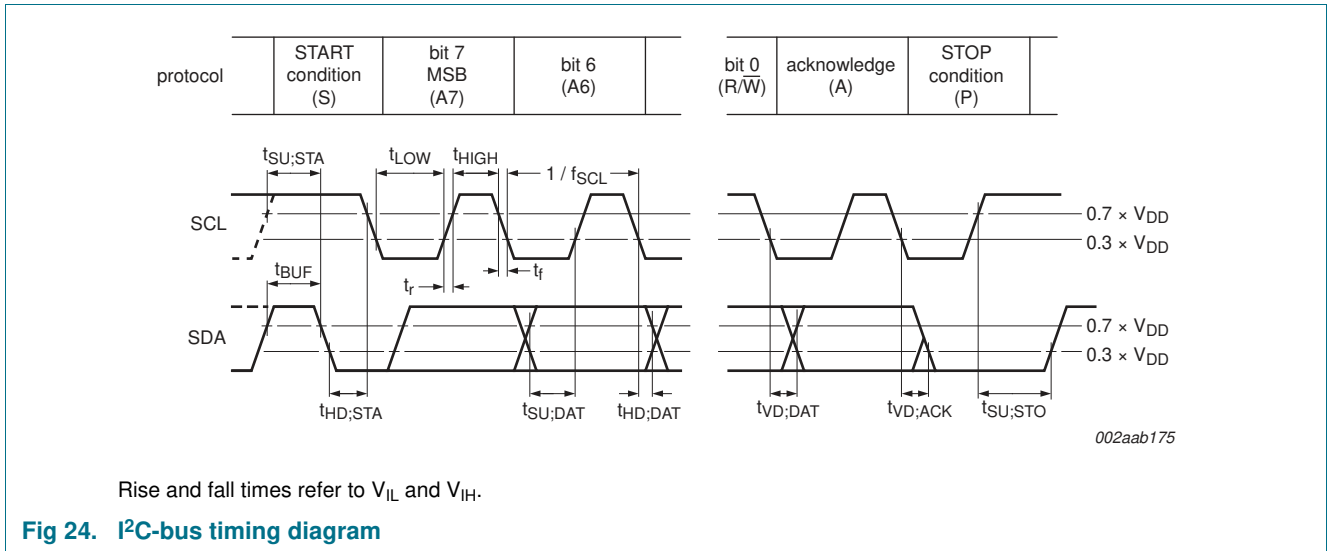 protocol
START
condition
(S)
bit 7
MSB
(A7)
bit 6
(A6)
bit 0
(R/W̅)
acknowledge
(A)
STOP
condition
(P)
tSU;STA
tLOW
tHIGH
1 / fSCL
SCL
0.7 × VDD
0.3 × VDD
tBUF
tr
tf
SDA
0.7 × VDD
0.3 × VDD
tHD;STA
tSU;DAT
tHD;DAT
tVD;DAT
tVD;ACK
tSU;STO
002aab175
Rise and fall times refer to VIL and VIH.
Fig 24. I²C-bus timing diagram